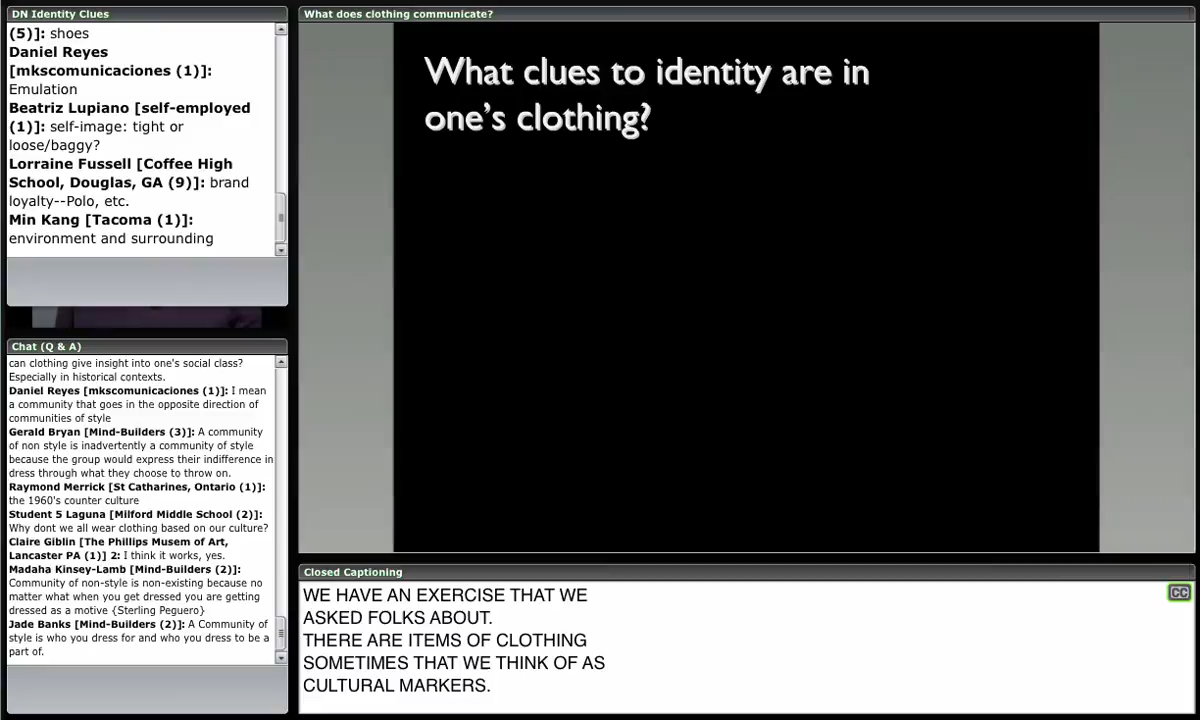 DN Identity Clues
(5)]: shoes
Daniel Reyes
[mkscomunicaciones (1)]:
Emulation
Beatriz Lupiano [self-employed
(1)]: self-image: tight or
loose/baggy?
Lorraine Fussell [Coffee High
School, Douglas, GA (9)]: brand
loyalty--Polo, etc.
Min Kang [Tacoma (1)]:
environment and surrounding
Chat (Q & A)
can clothing give insight into one's social class?
Especially in historical contexts.
Daniel Reyes [mkscomunicaciones (1)]: I mean
a community that goes in the opposite direction of
communities of style
Gerald Bryan [Mind-Builders (3)]: A community
of non style is inadvertently a community of style
because the group would express their indifference in
dress through what they choose to throw on.
Raymond Merrick [St Catharines, Ontario (1)]:
the 1960's counter culture
Student 5 Laguna [Milford Middle School (2)]:
Why dont we all wear clothing based on our culture?
Claire Giblin [The Phillips Musem of Art,
Lancaster PA (1)] 2: I think it works, yes.
Madaha Kinsey-Lamb [Mind-Builders (2)]:
Community of non-style is non-existing because no
matter what when you get dressed you are getting
dressed as a motive {Sterling Peguero}
Jade Banks [Mind-Builders (2)]: A Community of
style is who you dress for and who you dress to be a
part of.
What does clothing communicate?
What clues to identity are in
one's clothing?
Closed Captioning
CC
WE HAVE AN EXERCISE THAT WE
ASKED FOLKS ABOUT.
THERE ARE ITEMS OF CLOTHING
SOMETIMES THAT WE THINK OF AS
CULTURAL MARKERS.